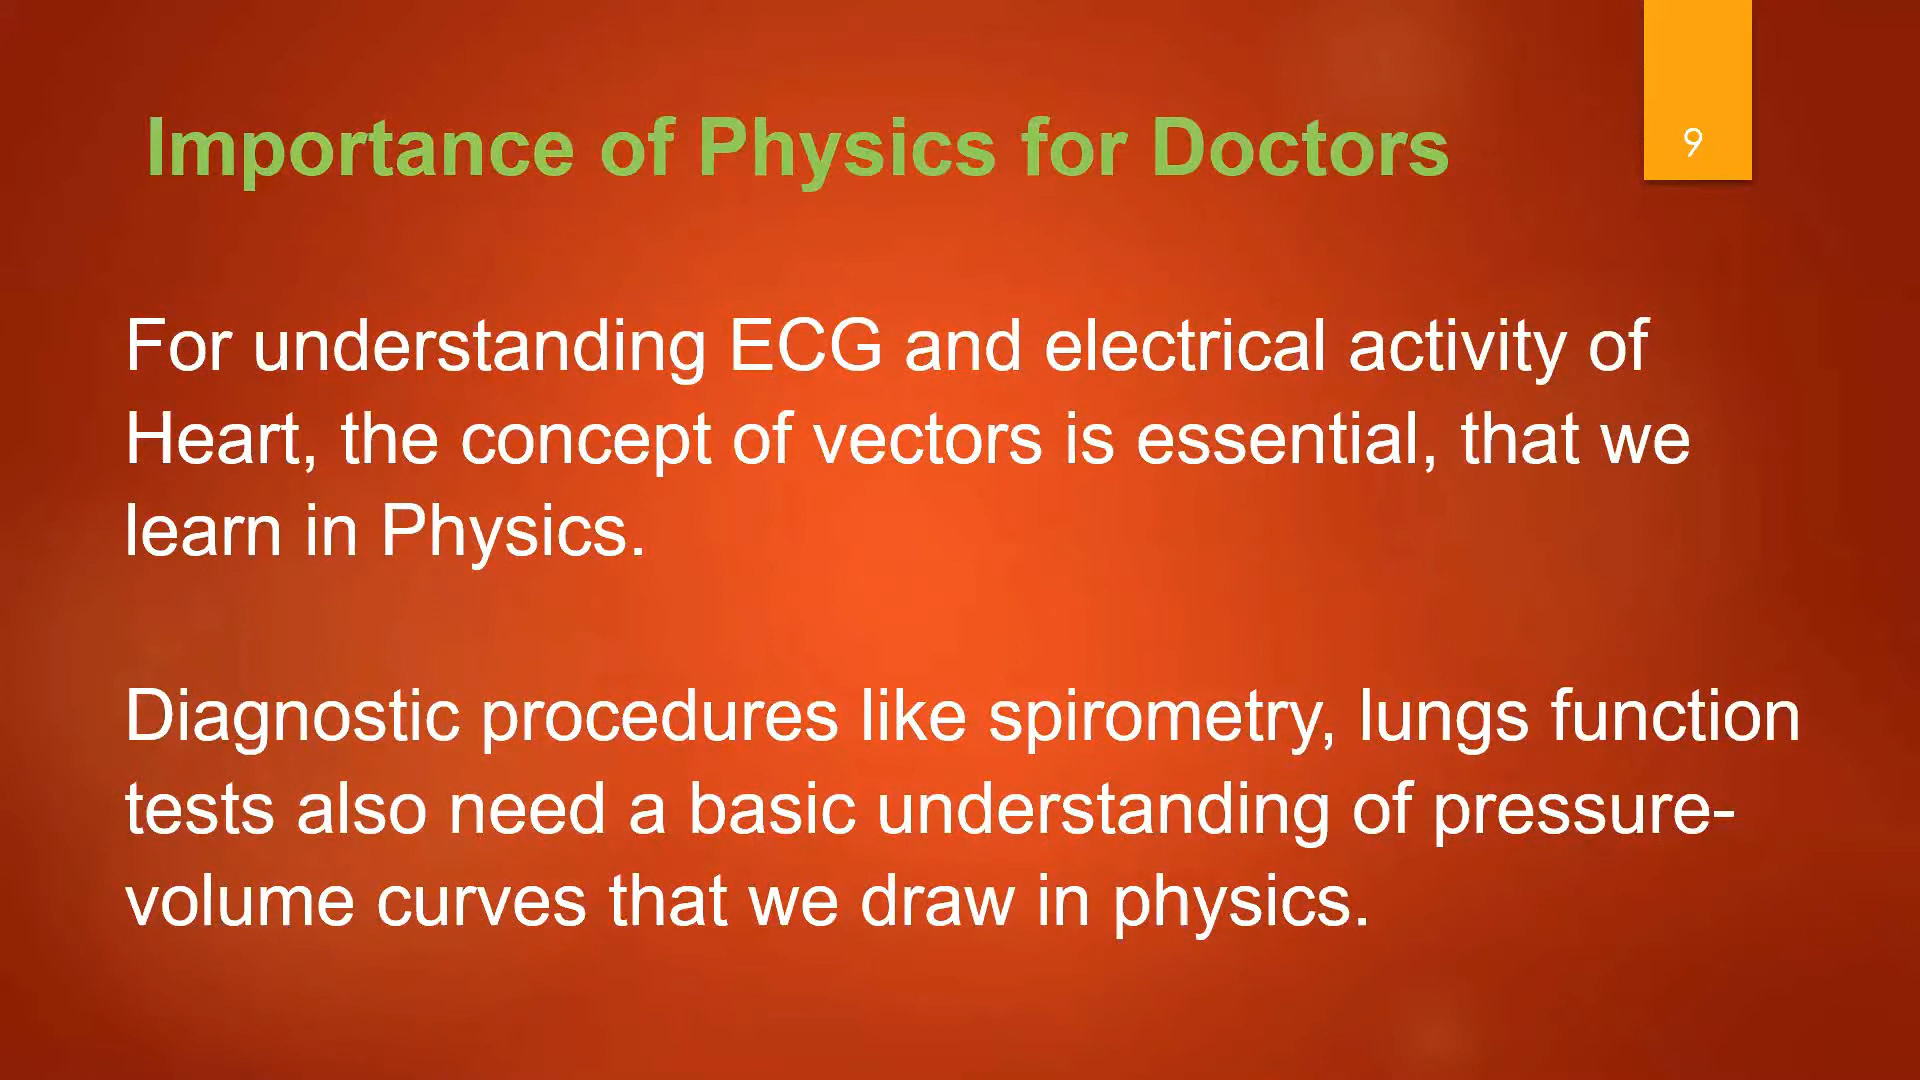 Importance of Physics for Doctors
9
For understanding ECG and electrical activity of
Heart, the concept of vectors is essential, that we
learn in Physics.
Diagnostic procedures like spirometry, lungs function
tests also need a basic understanding of pressure-
volume curves that we draw in physics.